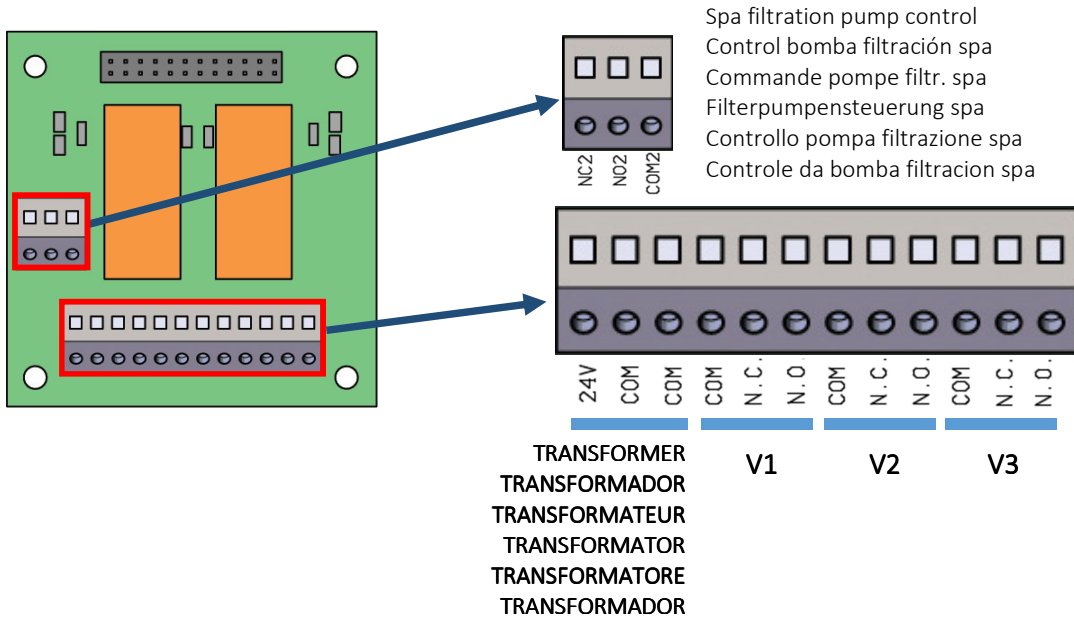 Spa filtration pump control
Control bomba filtración spa
Commande pompe filtr. spa
Filterpumpensteuerung spa
Controllo pompa filtrazione spa
Controle da bomba filtracion spa
NC2 NO2 COM2
24V COM COM COM N.C. N.O. COM N.C. N.O. COM N.C. N.O.
TRANSFORMER
TRANSFORMADOR
TRANSFORMATEUR
TRANSFORMATOR
TRANSFORMATORE
TRANSFORMADOR
V1 V2 V3